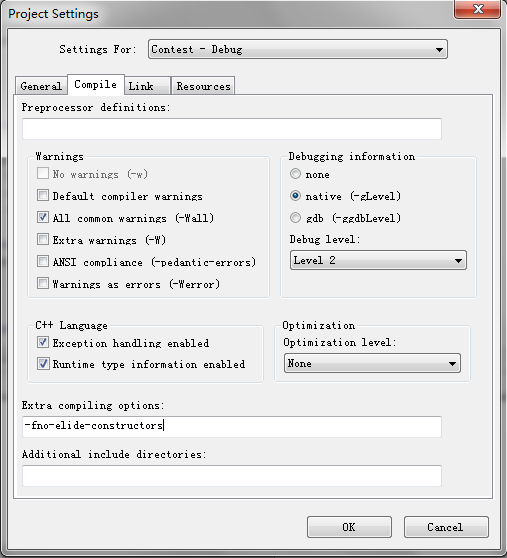 Project Settings
Settings For: Contest - Debug
General Compile Link Resources
Preprocessor definitions:
Warnings
No warnings (-w)
Default compiler warnings
All common warnings (-Wall)
Extra warnings (-W)
ANSI compliance (-pedantic-errors)
Warnings as errors (-Werror)
Debugging information
none
native (-gLevel)
gdb (-ggdbLevel)
Debug level:
Level 2
C++ Language
Exception handling enabled
Runtime type information enabled
Optimization
Optimization level:
None
Extra compiling options:
-fno-elide-constructors
Additional include directories:
OK Cancel